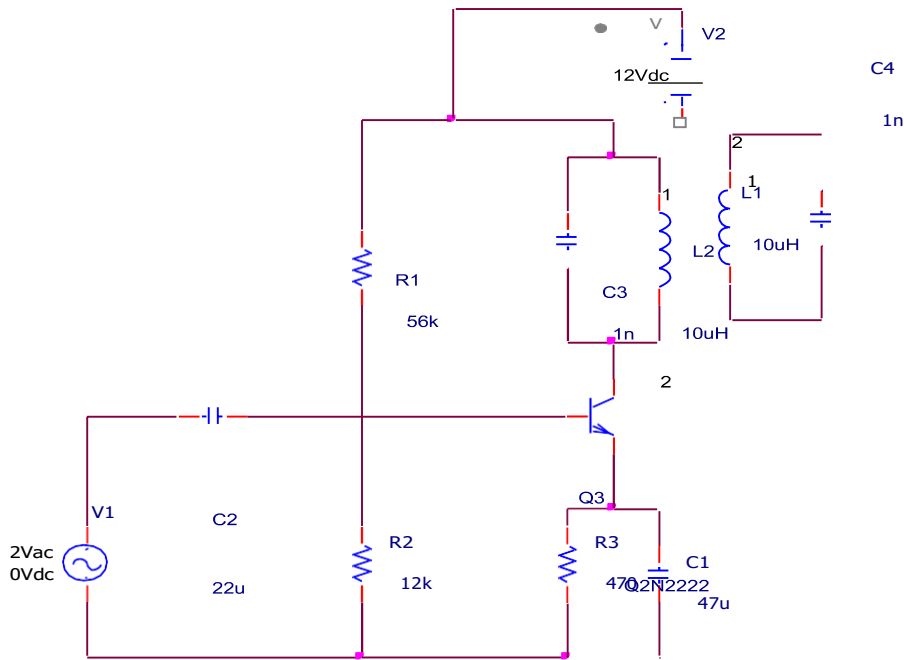 V
V2
12Vdc
C4
1n
2
1
L1
1
L2
10uH
R1
C3
56k
1n
10uH
2
Q3
V1
C2
R2
R3
2Vac
0Vdc
C1
12k
470
Q2N2222
22u
47u